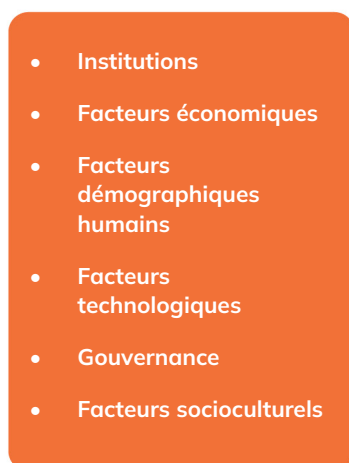 • Institutions
• Facteurs économiques
• Facteurs
démographiques
humains
• Facteurs
technologiques
• Gouvernance
• Facteurs socioculturels